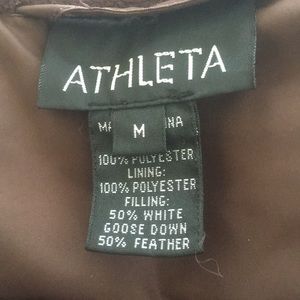 ATHLETA
M
100% POLYESTER
LINING:
100% POLYESTER
FILLING:
50% WHITE
GOOSE DOWN
50% FEATHER